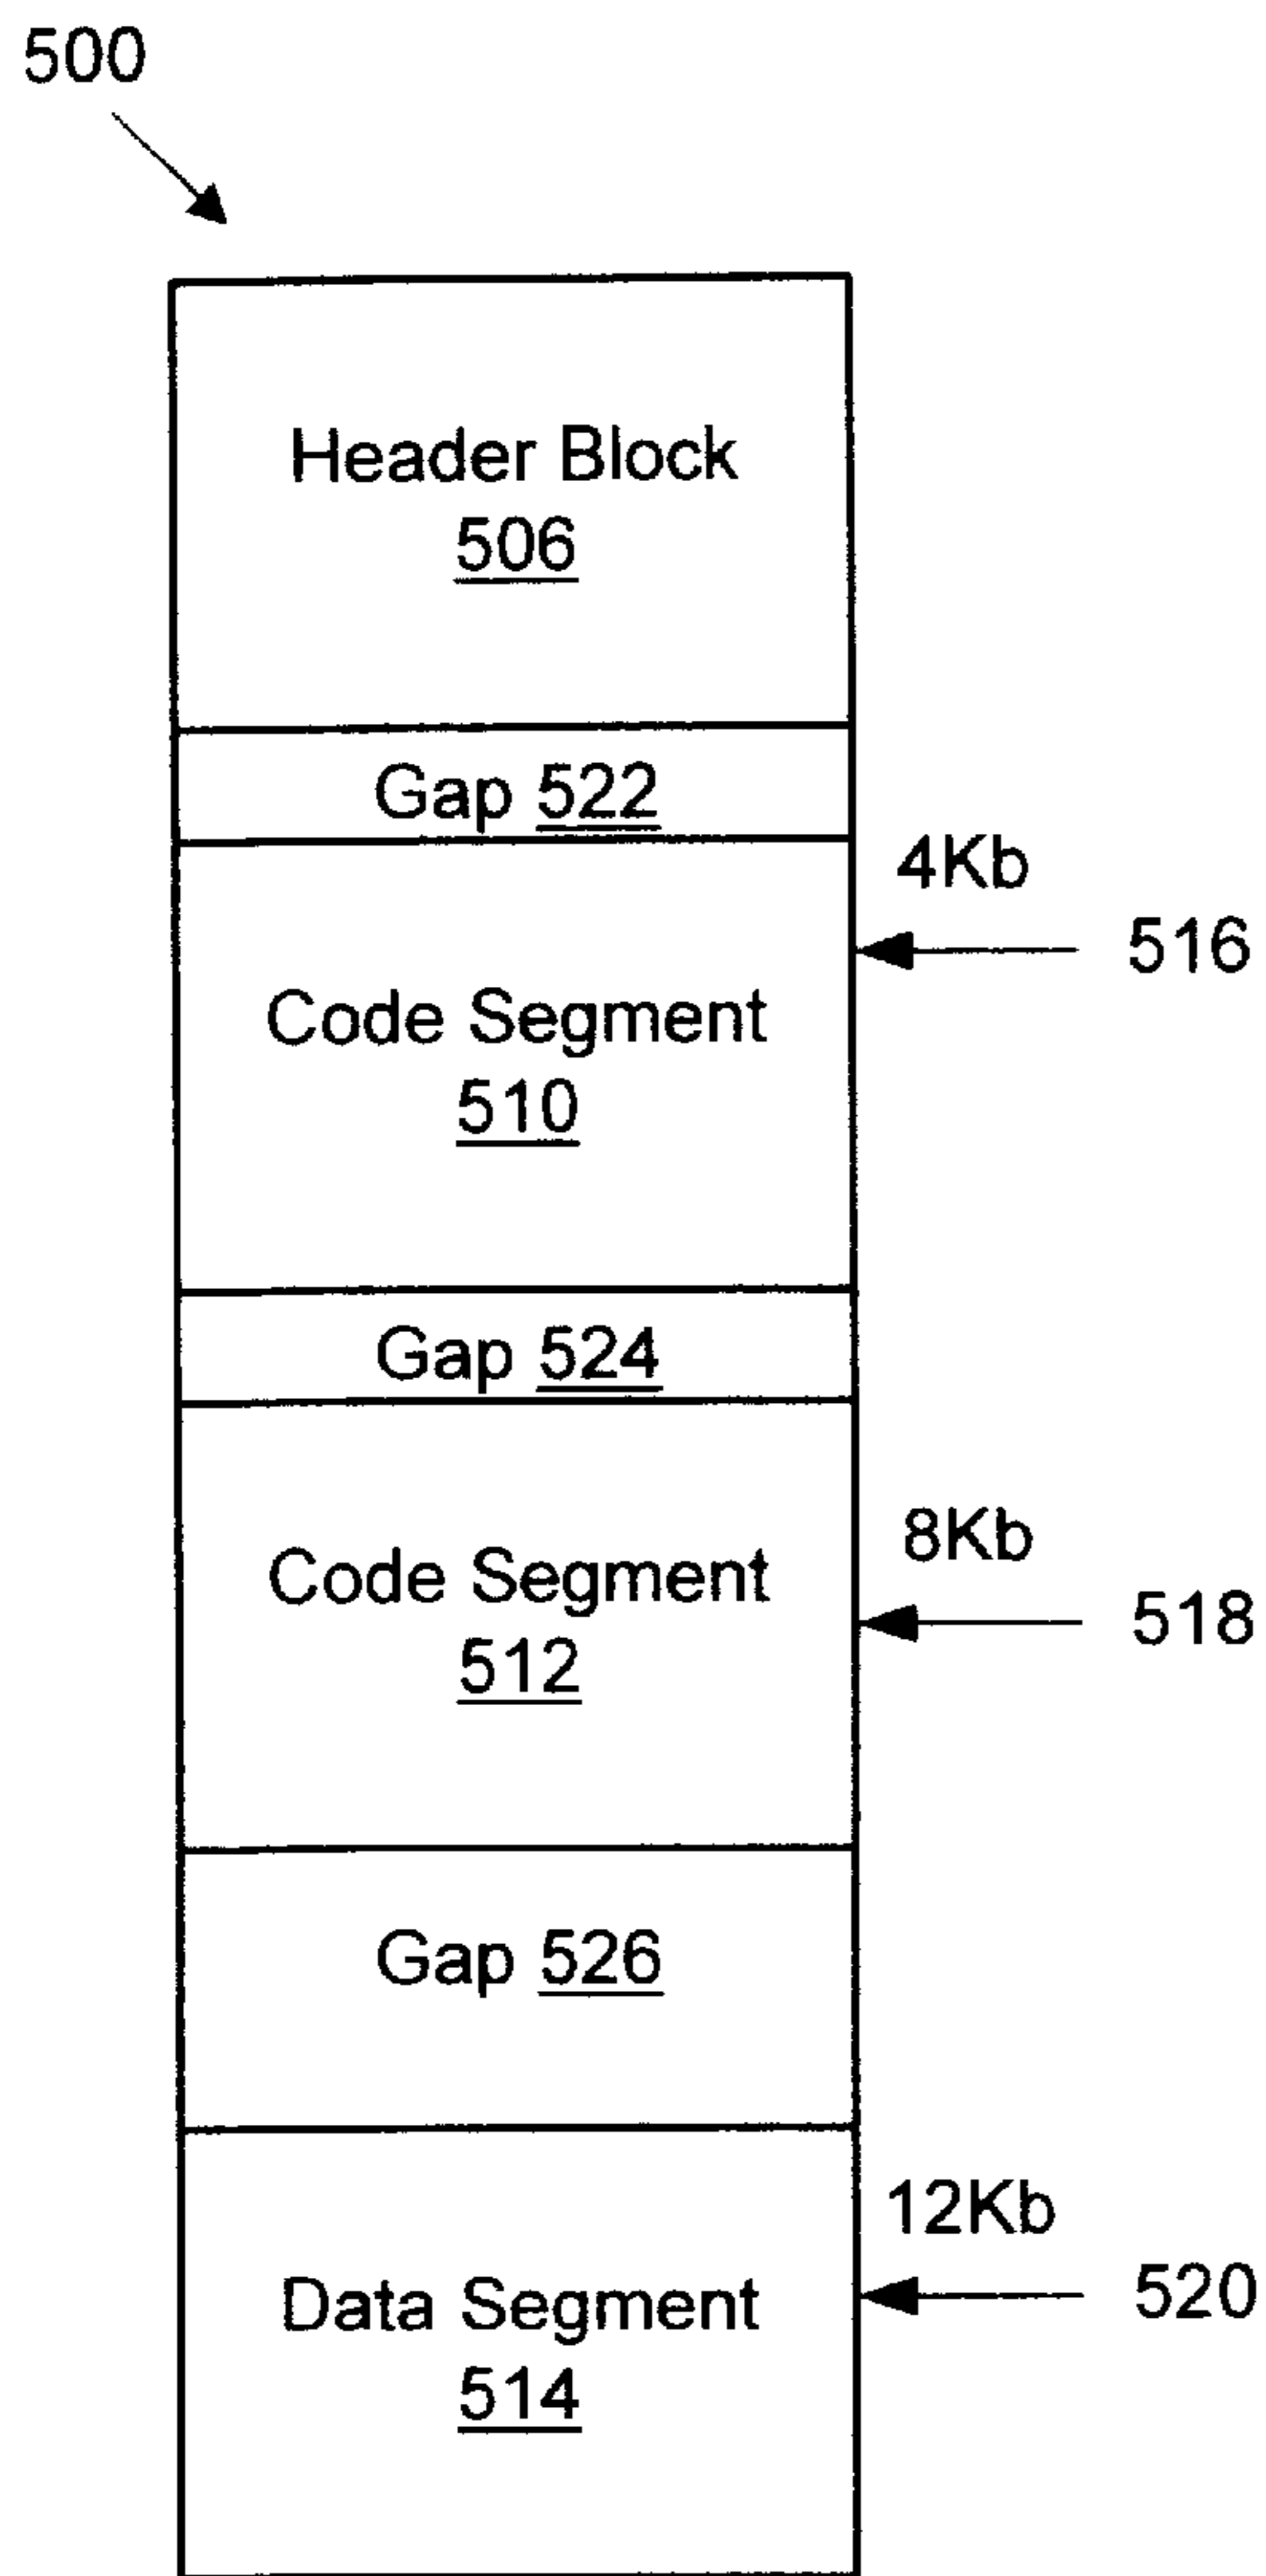 500
Header Block
506
Gap 522
4Kb
516
Code Segment
510
Gap 524
8Kb
518
Code Segment
512
Gap 526
12Kb
520
Data Segment
514